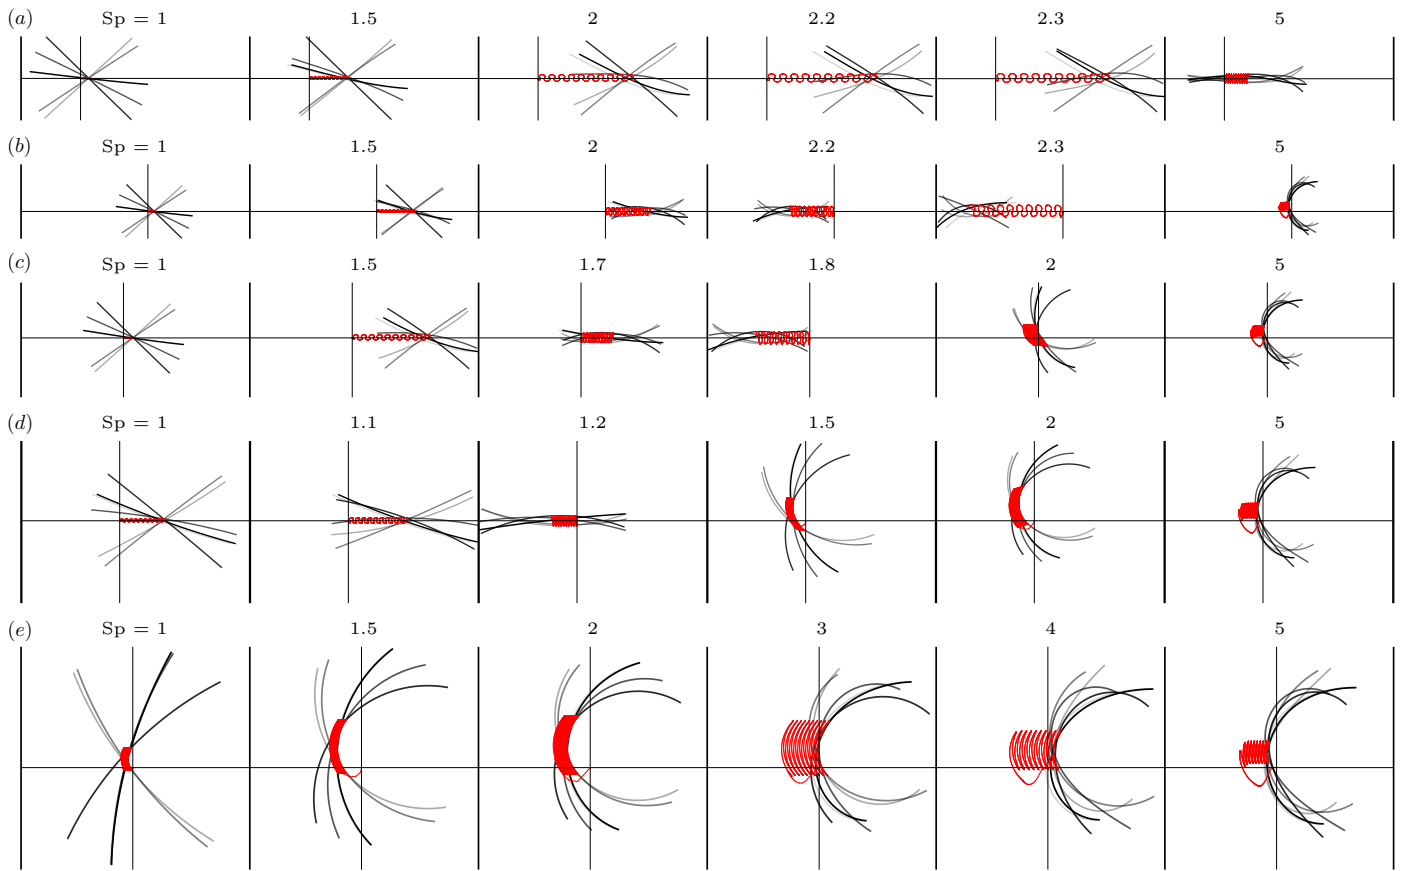 (a) Sp = 1 1.5 2 2.2 2.3 5
(b) Sp = 1 1.5 2 2.2 2.3 5
(c) Sp = 1 1.5 1.7 1.8 2 5
(d) Sp = 1 1.1 1.2 1.5 2 5
(e) Sp = 1 1.5 2 3 4 5